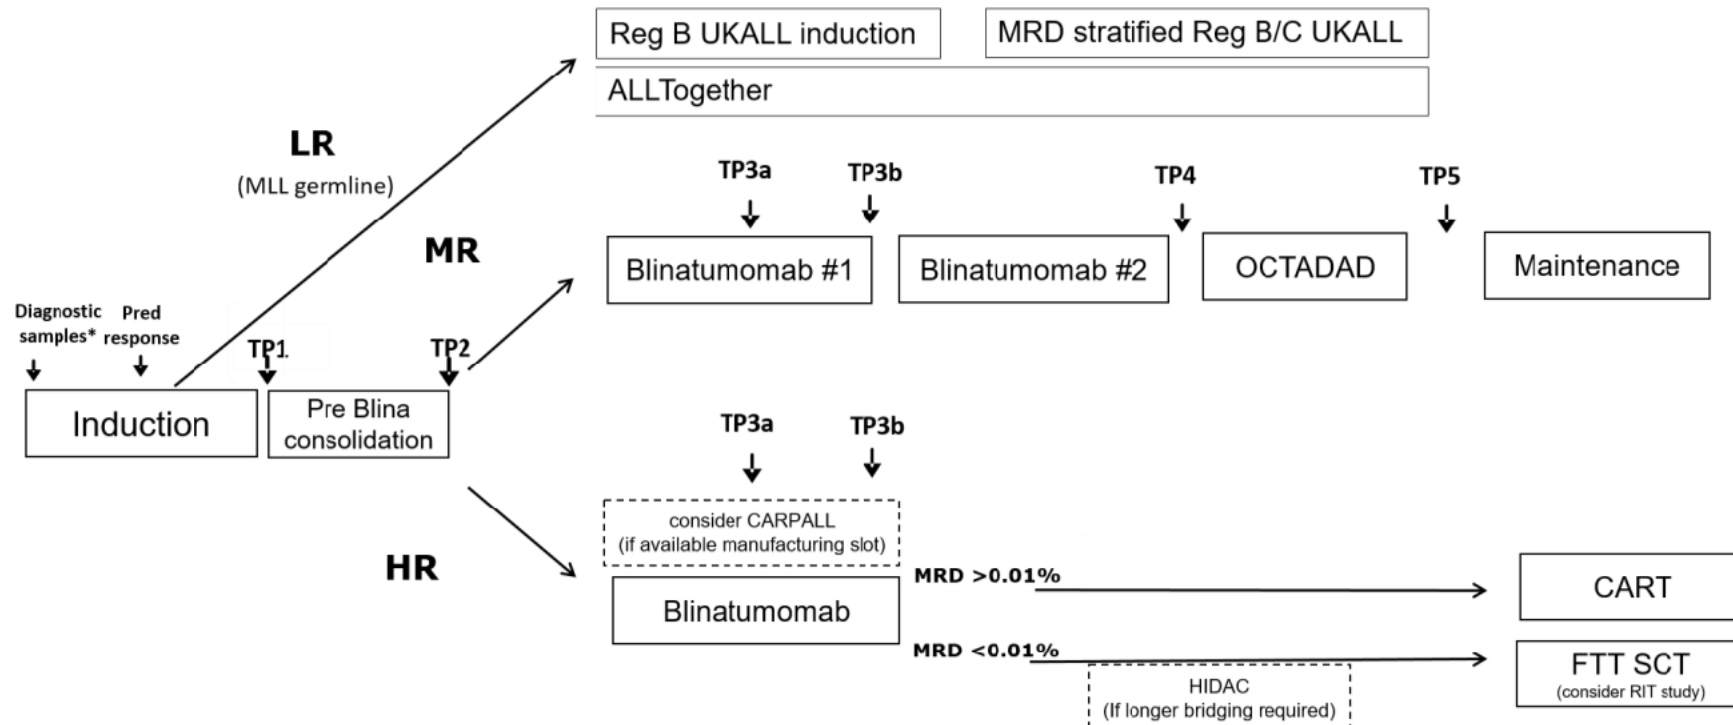 Reg B UKALL induction
MRD stratified Reg B/C UKALL
ALLTogether
LR
(MLL germline)
TP3a
TP3b
TP4
TP5
MR
Blinatumomab #1
Blinatumomab #2
OCTADAD
Maintenance
Diagnostic
samples*
Pred
response
TP1
TP2
Induction
Pre Blina
consolidation
TP3a
TP3b
consider CARPALL
(if available manufacturing slot)
HR
Blinatumomab
MRD >0.01%
CART
MRD <0.01%
FTT SCT
(consider RIT study)
HIDAC
(If longer bridging required)